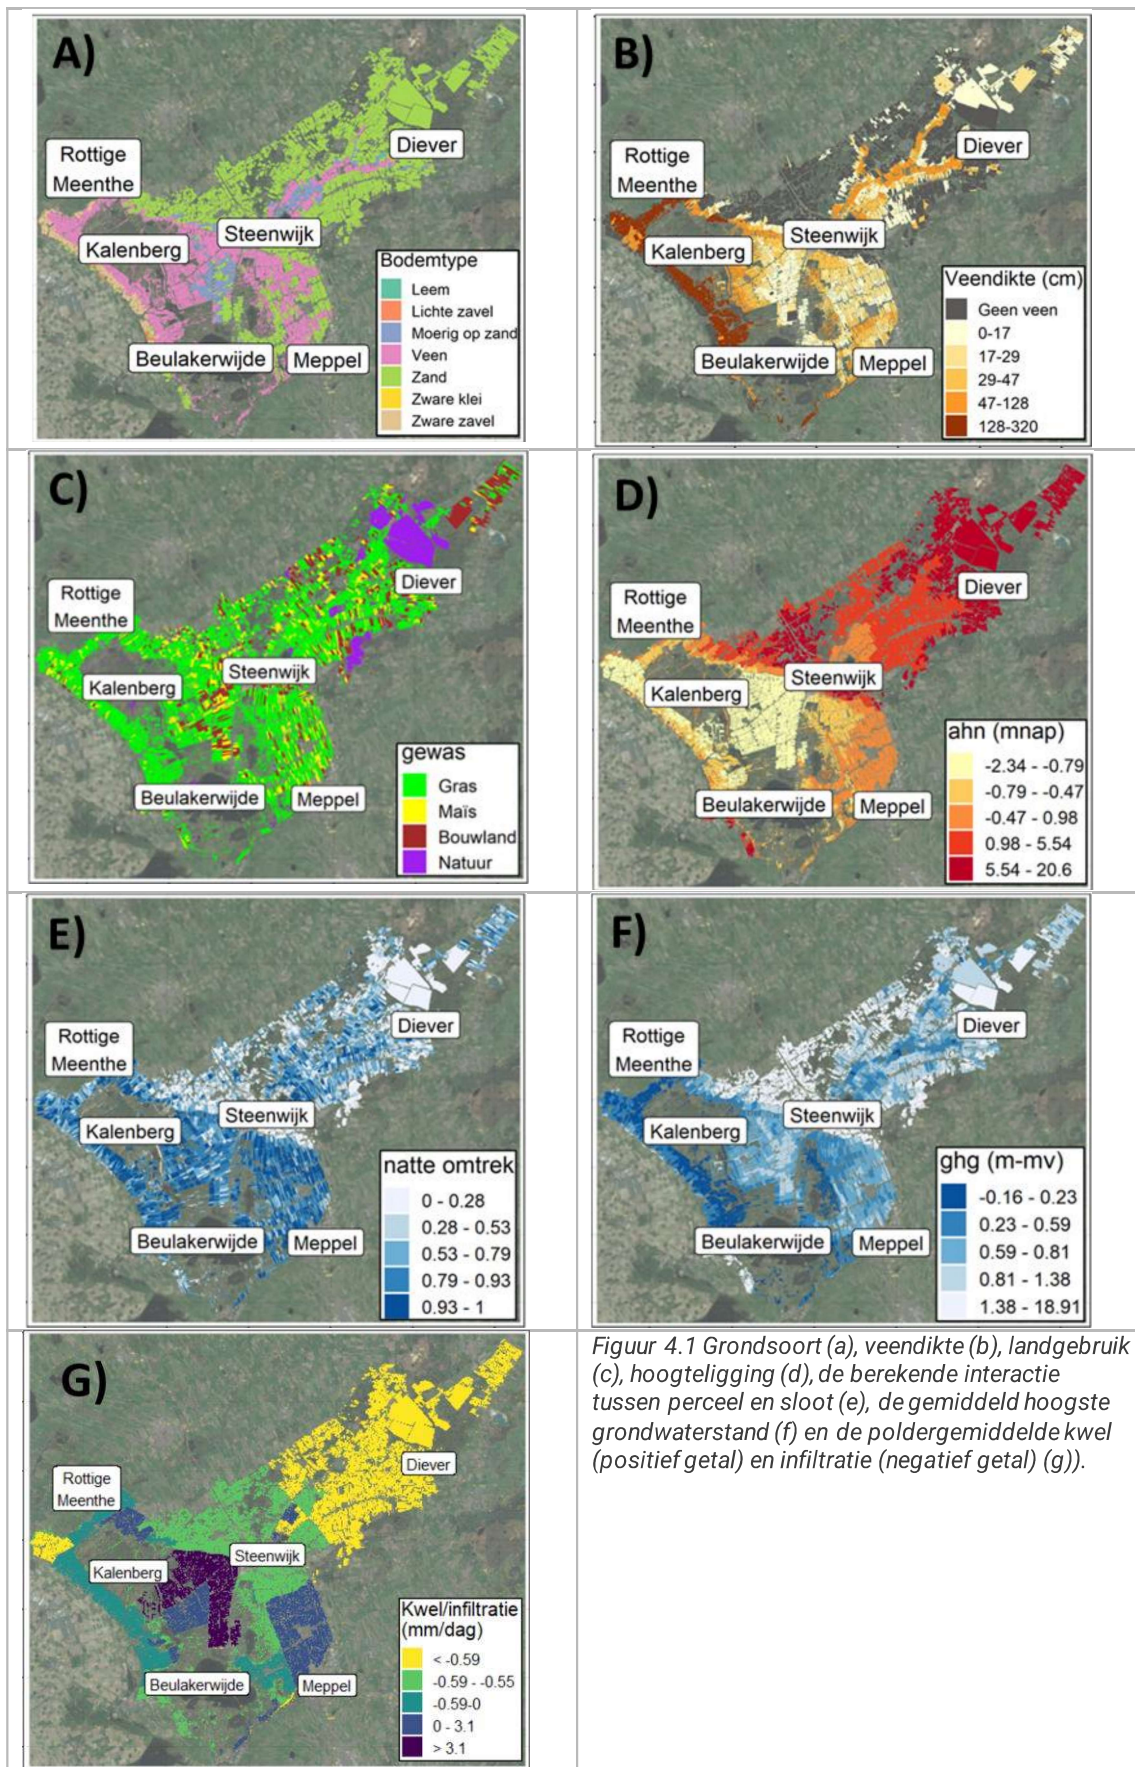 A)
Rottige
Meenthe
Diever
Kalenberg
Steenwijk
Beulakerwijde
Meppel
Bodemtype
Leem
Lichte zavel
Moerig op zand
Veen
Zand
Zware klei
Zware zavel
B)
Rottige
Meenthe
Diever
Kalenberg
Steenwijk
Beulakerwijde
Meppel
Veendikte (cm)
Geen veen
0-17
17-29
29-47
47-128
128-320
C)
Rottige
Meenthe
Diever
Kalenberg
Steenwijk
Beulakerwijde
Meppel
gewas
Gras
Maïs
Bouwland
Natuur
D)
Rottige
Meenthe
Diever
Kalenberg
Steenwijk
Beulakerwijde
Meppel
ahn (mnap)
-2.34 - -0.79
-0.79 - -0.47
-0.47 - 0.98
0.98 - 5.54
5.54 - 20.6
E)
Rottige
Meenthe
Diever
Kalenberg
Steenwijk
Beulakerwijde
Meppel
natte omtrek
0 - 0.28
0.28 - 0.53
0.53 - 0.79
0.79 - 0.93
0.93 - 1
F)
Rottige
Meenthe
Diever
Kalenberg
Steenwijk
Beulakerwijde
Meppel
ghg (m-mv)
-0.16 - 0.23
0.23 - 0.59
0.59 - 0.81
0.81 - 1.38
1.38 - 18.91
G)
Rottige
Meenthe
Diever
Kalenberg
Steenwijk
Beulakerwijde
Meppel
Kwel/infiltratie
(mm/dag)
< -0.59
-0.59 - -0.55
-0.59-0
0 - 3.1
> 3.1
Figuur 4.1 Grondsoort (a), veendikte (b), landgebruik
(c), hoogteligging (d), de berekende interactie
tussen perceel en sloot (e), de gemiddeld hoogste
grondwaterstand (f) en de poldergemiddelde kwel
(positief getal) en infiltratie (negatief getal) (g)).